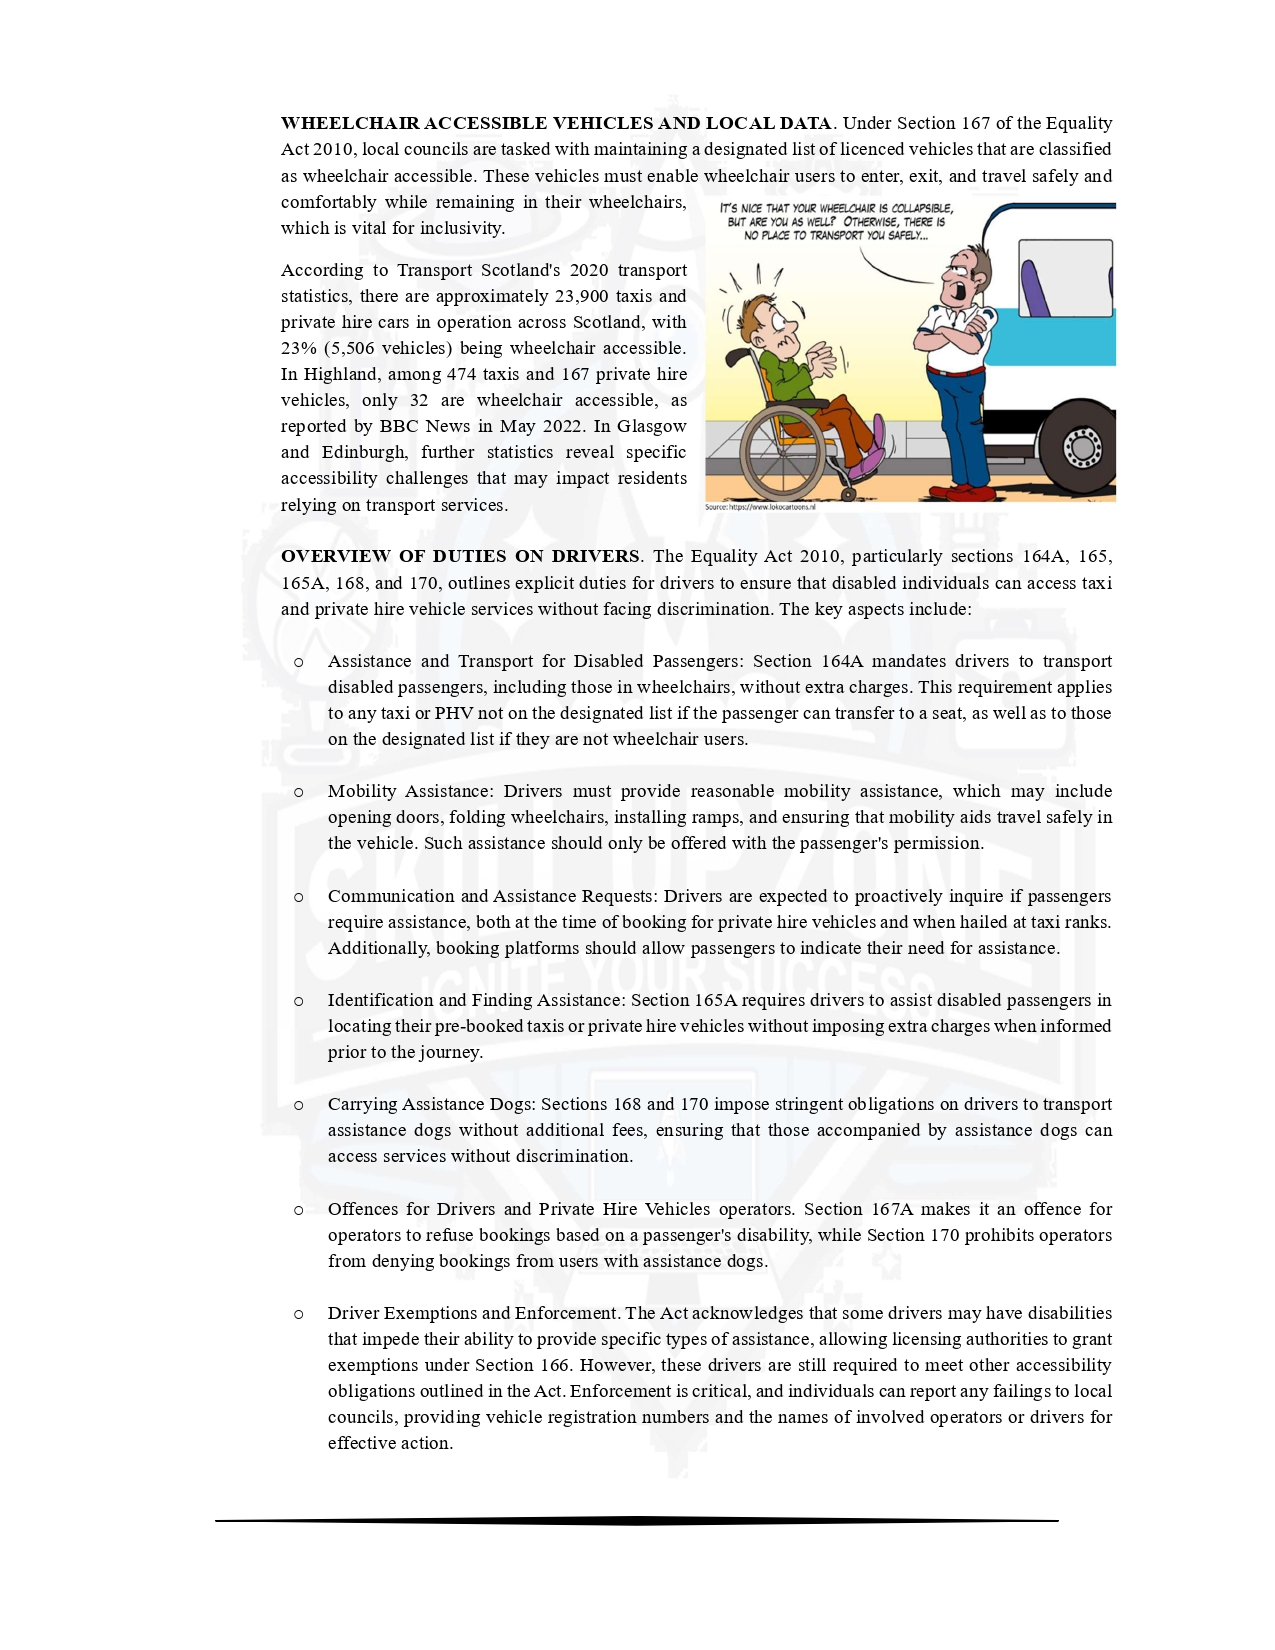 WHEELCHAIR ACCESSIBLE VEHICLES AND LOCAL DATA. Under Section 167 of the Equality
Act 2010, local councils are tasked with maintaining a designated list of licenced vehicles that are classified
as wheelchair accessible. These vehicles must enable wheelchair users to enter, exit, and travel safely and
comfortably while remaining in their wheelchairs,
which is vital for inclusivity.
According to Transport Scotland's 2020 transport
statistics, there are approximately 23,900 taxis and
private hire cars in operation across Scotland, with
23% (5,506 vehicles) being wheelchair accessible.
In Highland, among 474 taxis and 167 private hire
vehicles, only 32 are wheelchair accessible, as
reported by BBC News in May 2022. In Glasgow
and Edinburgh, further statistics reveal specific
accessibility challenges that may impact residents
relying on transport services.
IT'S NICE THAT YOUR WHEELCHAIR IS COLLAPSIBLE,
BUT ARE YOU AS WELL? OTHERWISE, THERE IS
NO PLACE TO TRANSPORT YOU SAFELY...
Source: https://www.lokocartoons.nl
OVERVIEW OF DUTIES ON DRIVERS. The Equality Act 2010, particularly sections 164A, 165,
165A, 168, and 170, outlines explicit duties for drivers to ensure that disabled individuals can access taxi
and private hire vehicle services without facing discrimination. The key aspects include:
o Assistance and Transport for Disabled Passengers: Section 164A mandates drivers to transport
disabled passengers, including those in wheelchairs, without extra charges. This requirement applies
to any taxi or PHV not on the designated list if the passenger can transfer to a seat, as well as to those
on the designated list if they are not wheelchair users.
o Mobility Assistance: Drivers must provide reasonable mobility assistance, which may include
opening doors, folding wheelchairs, installing ramps, and ensuring that mobility aids travel safely in
the vehicle. Such assistance should only be offered with the passenger's permission.
o Communication and Assistance Requests: Drivers are expected to proactively inquire if passengers
require assistance, both at the time of booking for private hire vehicles and when hailed at taxi ranks.
Additionally, booking platforms should allow passengers to indicate their need for assistance.
o Identification and Finding Assistance: Section 165A requires drivers to assist disabled passengers in
locating their pre-booked taxis or private hire vehicles without imposing extra charges when informed
prior to the journey.
o Carrying Assistance Dogs: Sections 168 and 170 impose stringent obligations on drivers to transport
assistance dogs without additional fees, ensuring that those accompanied by assistance dogs can
access services without discrimination.
o Offences for Drivers and Private Hire Vehicles operators. Section 167A makes it an offence for
operators to refuse bookings based on a passenger's disability, while Section 170 prohibits operators
from denying bookings from users with assistance dogs.
o Driver Exemptions and Enforcement. The Act acknowledges that some drivers may have disabilities
that impede their ability to provide specific types of assistance, allowing licensing authorities to grant
exemptions under Section 166. However, these drivers are still required to meet other accessibility
obligations outlined in the Act. Enforcement is critical, and individuals can report any failings to local
councils, providing vehicle registration numbers and the names of involved operators or drivers for
effective action.
SKILL UP ZONE
IGNITE YOUR SUCCESS